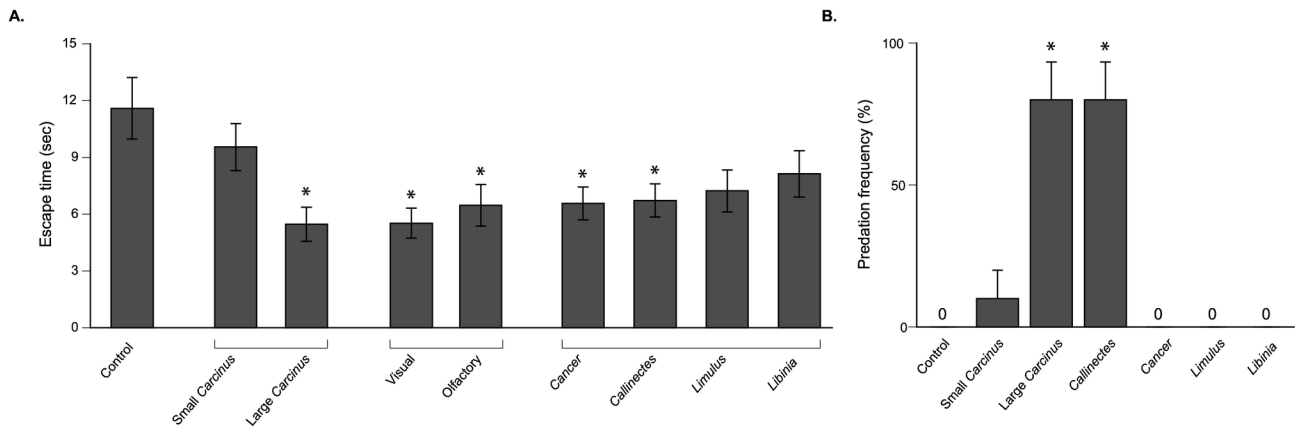 A.
15
12
9
6
3
0
Escape time (sec)
*
*
*
*
*
Control
Small Carcinus
Large Carcinus
Visual
Olfactory
Cancer
Callinectes
Limulus
Libinia
B.
100
50
0
Predation frequency (%)
*
*
0
0
0
0
Control
Small Carcinus
Large Carcinus
Callinectes
Cancer
Limulus
Libinia